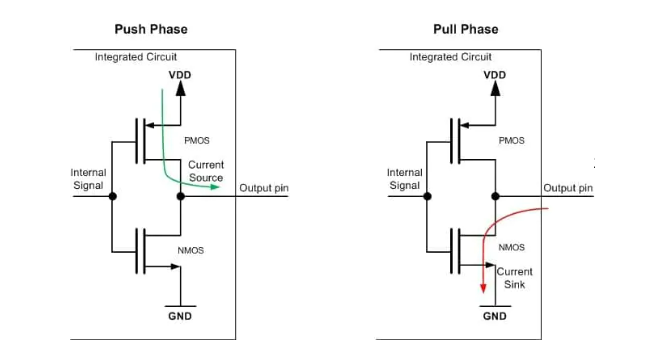 Push Phase
Integrated Circuit
VDD
PMOS
Current
Source
Internal
Signal
Output pin
NMOS
GND
Pull Phase
Integrated Circuit
VDD
PMOS
Internal
Signal
Output pin
NMOS
Current
Sink
GND